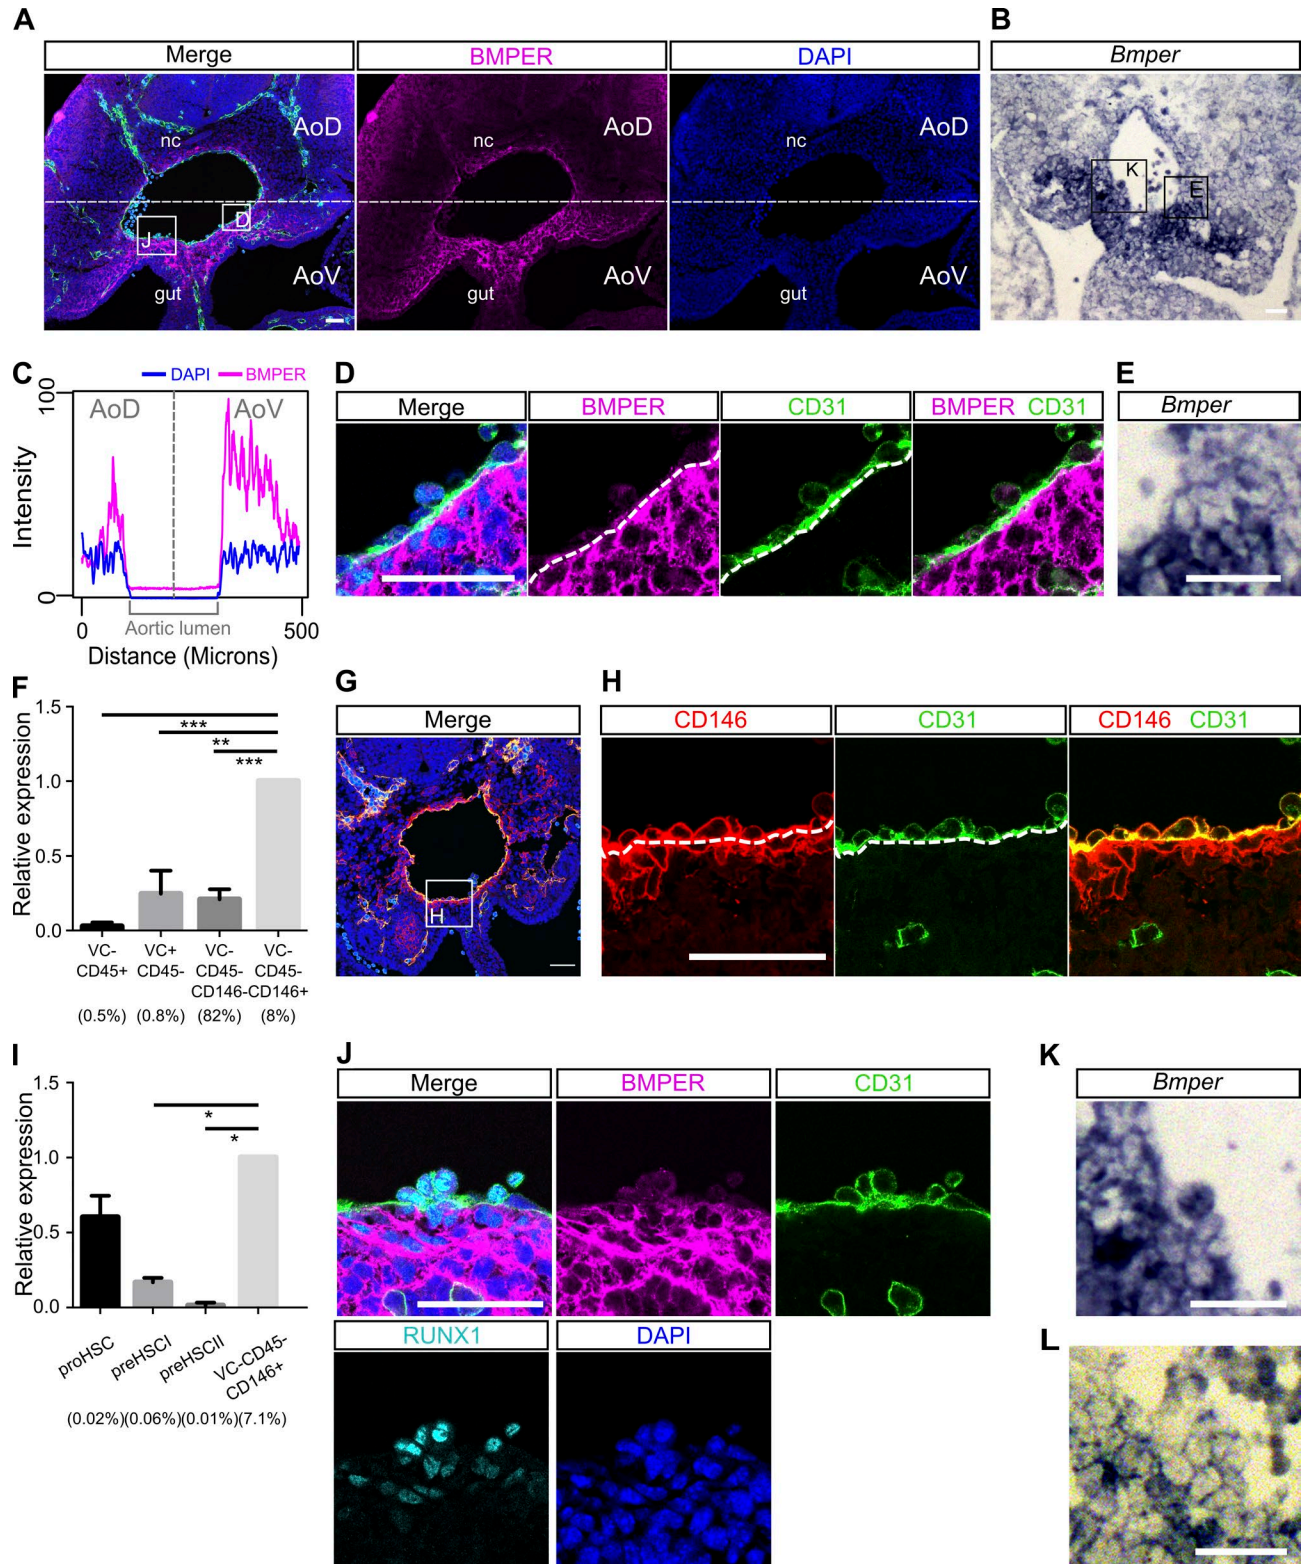 A
Merge
BMPER
DAPI
nc
AoD
J
D
gut
AoV
nc
AoD
gut
AoV
nc
AoD
gut
AoV
B
Bmper
K
E
C
DAPI
BMPER
AoD
AoV
100
Intensity
0
Aortic lumen
0
500
Distance (Microns)
D
Merge
BMPER
CD31
BMPER CD31
E
Bmper
F
1.5
***
**
***
1.0
Relative expression
0.5
0.0
VC-
CD45+
VC+
CD45-
VC-
CD45-
CD146-
VC-
CD45-
CD146+
(0.5%)
(0.8%)
(82%)
(8%)
G
Merge
H
H
CD146
CD31
CD146 CD31
I
1.5
*
*
1.0
Relative expression
0.5
0.0
proHSC
preHSCI
preHSCII
VC-CD45-
CD146+
(0.02%)
(0.06%)
(0.01%)
(7.1%)
J
Merge
BMPER
CD31
RUNX1
DAPI
K
Bmper
L